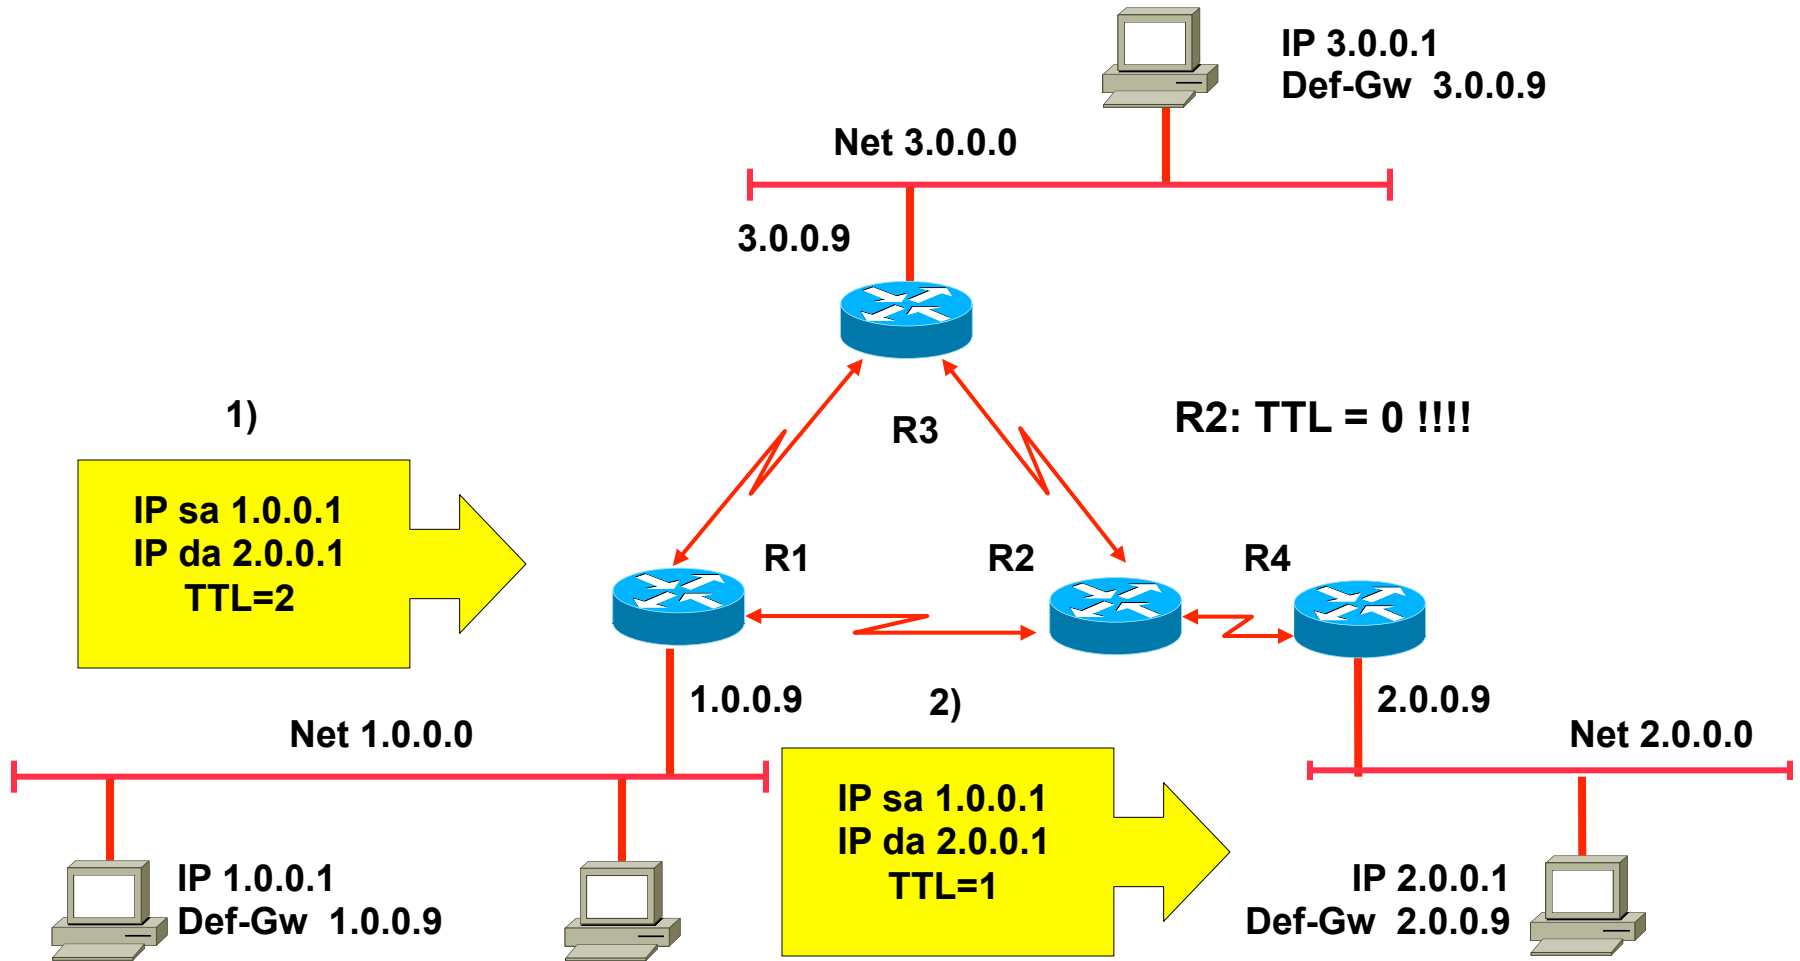 IP 3.0.0.1
Def-Gw  3.0.0.9
Net 3.0.0.0
3.0.0.9
1)
R3
R2: TTL = 0 !!!!
IP sa 1.0.0.1
IP da 2.0.0.1
TTL=2
R1
R2
R4
1.0.0.9
2)
2.0.0.9
Net 1.0.0.0
Net 2.0.0.0
IP sa 1.0.0.1
IP da 2.0.0.1
TTL=1
IP 1.0.0.1
Def-Gw  1.0.0.9
IP 2.0.0.1
Def-Gw  2.0.0.9